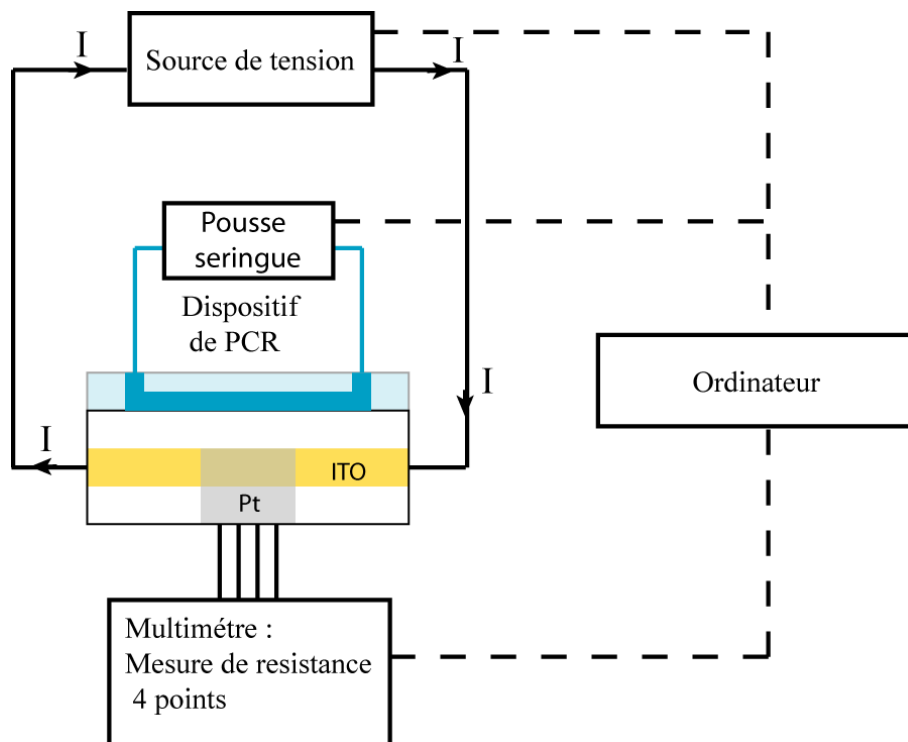 I
Source de tension
I
Pousse
seringue
Dispositif
de PCR
Ordinateur
I
I
ITO
Pt
Multimétre :
Mesure de resistance
4 points